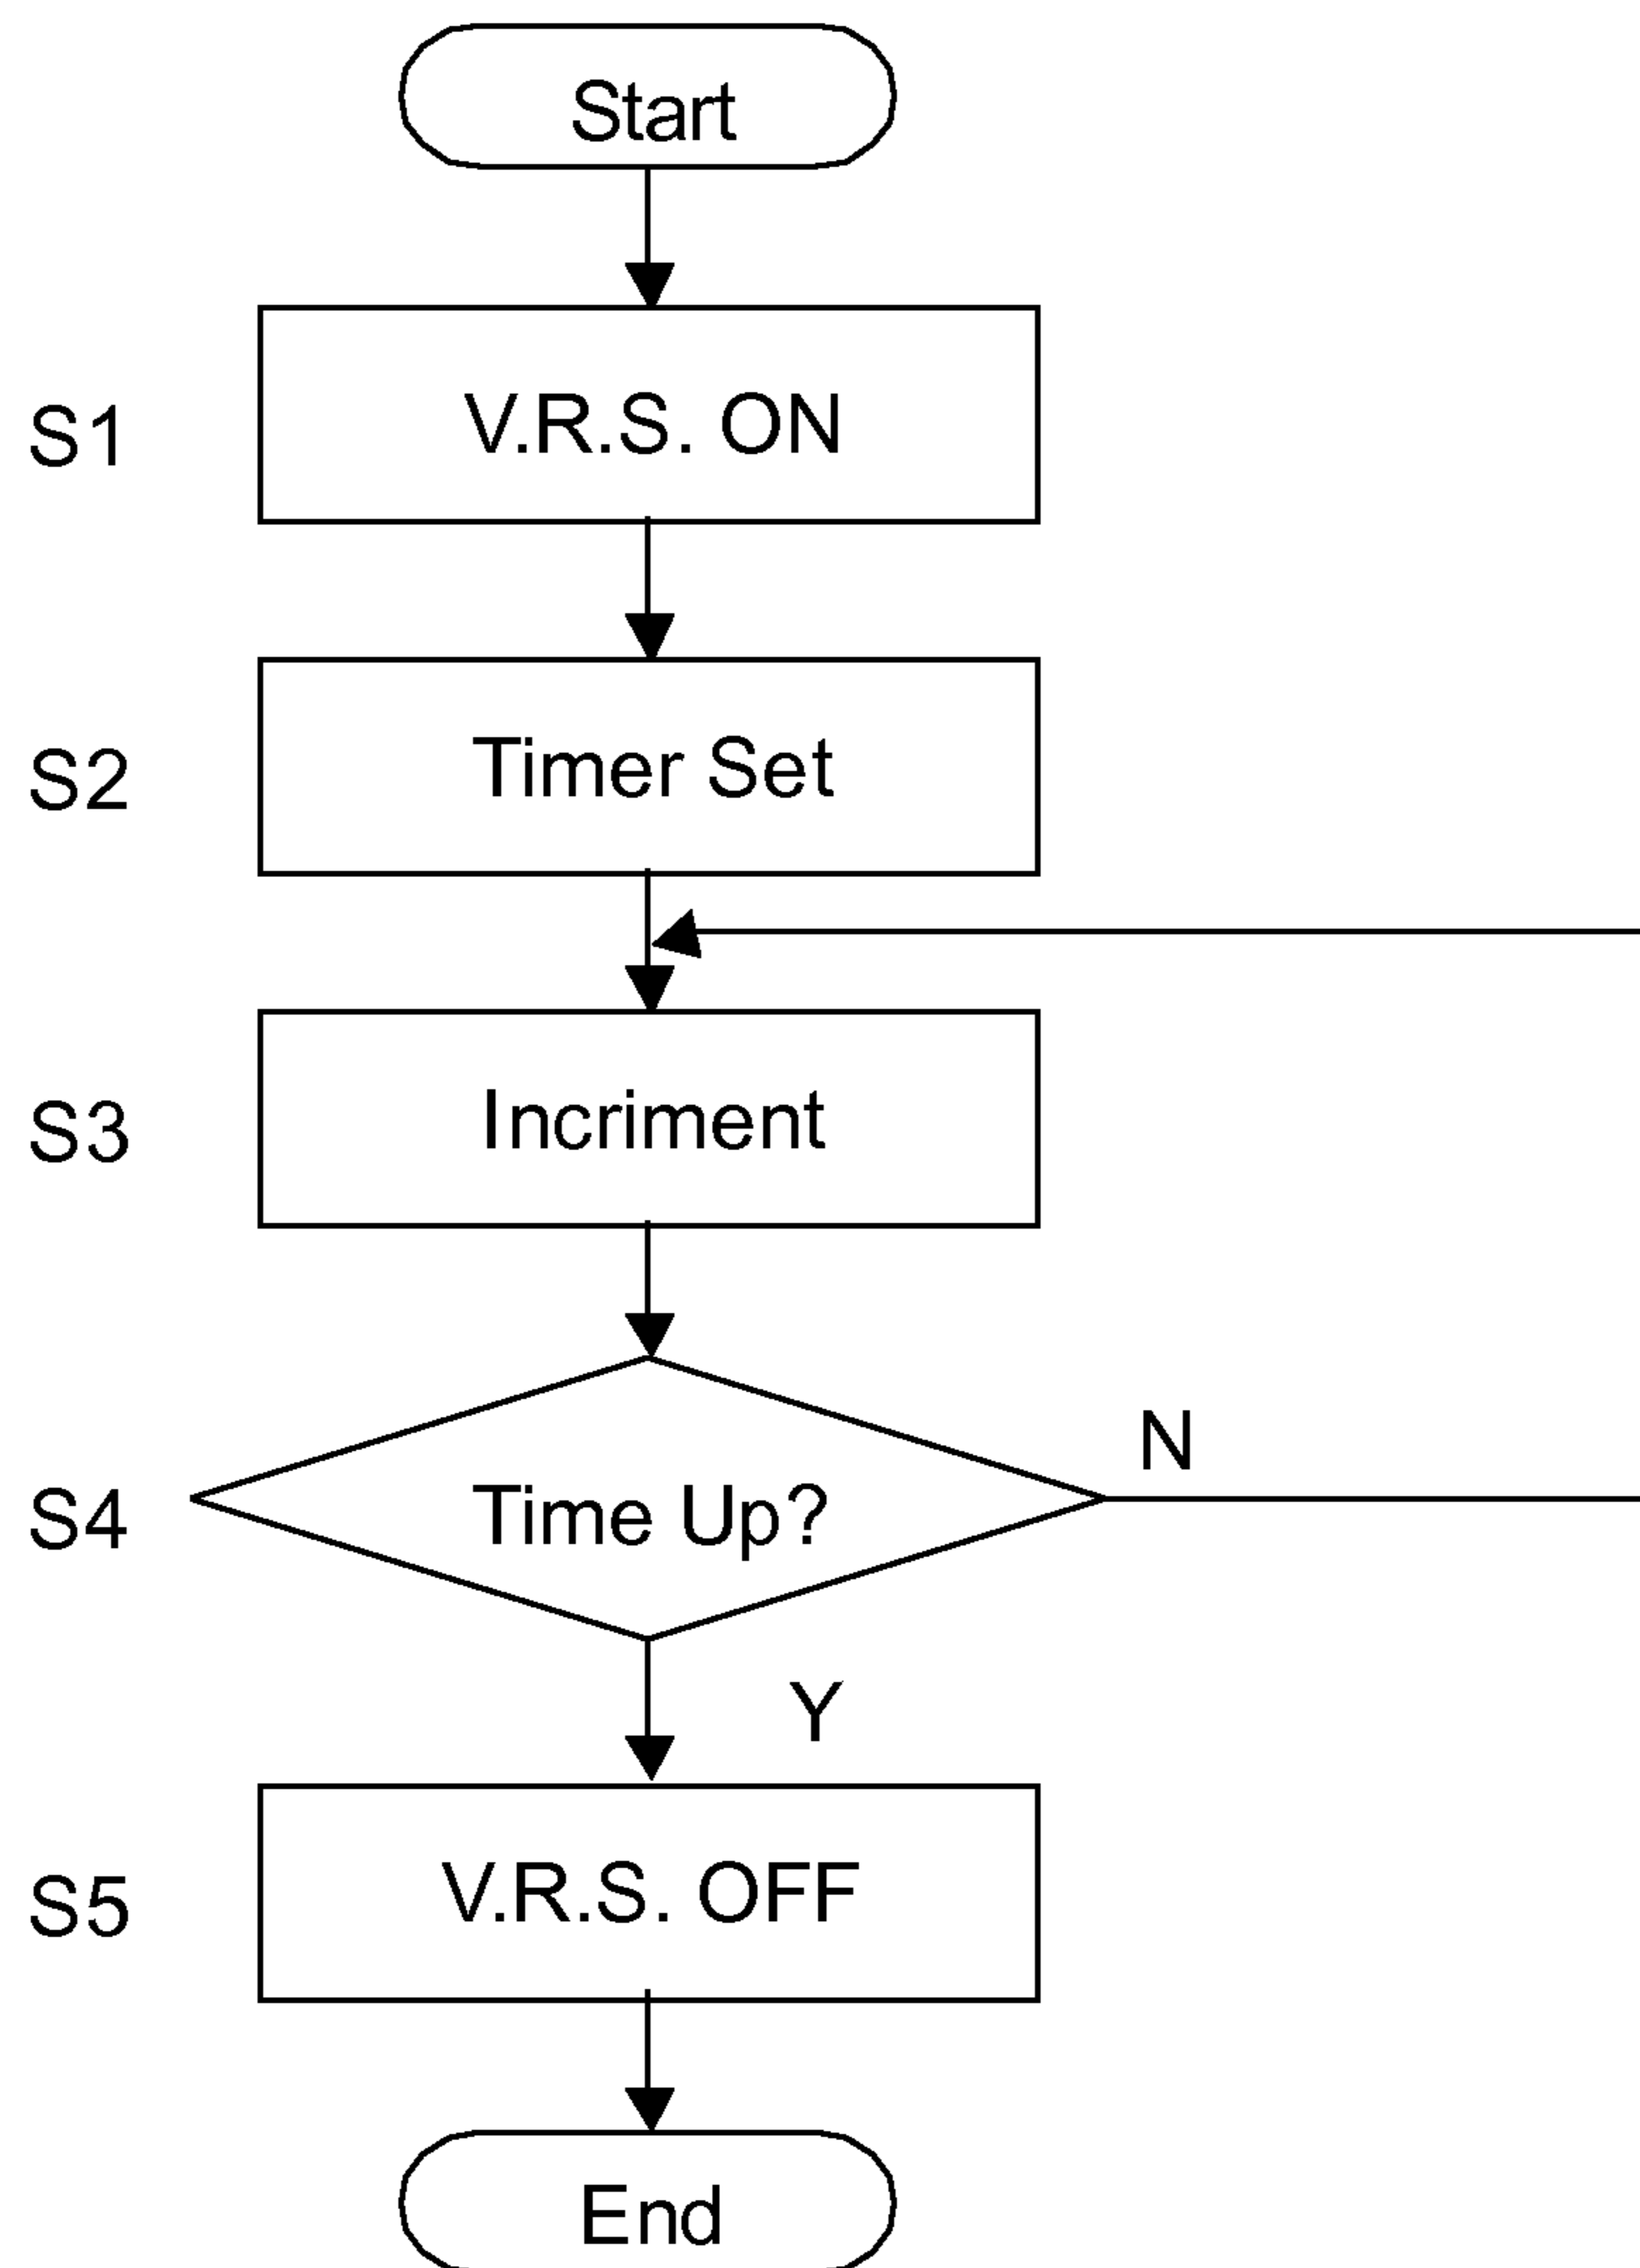 Start
S1 V.R.S. ON
S2 Timer Set
S3 Incriment
S4 Time Up? N
Y
S5 V.R.S. OFF
End